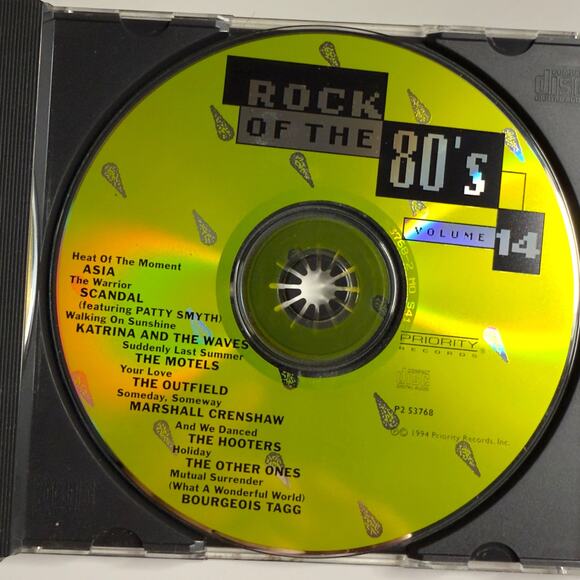 ROCK
OF THE
80's
VOLUME 14
Heat Of The Moment
ASIA
The Warrior
SCANDAL
(featuring PATTY SMYTH)
Walking On Sunshine
KATRINA AND THE WAVES
Suddenly Last Summer
THE MOTELS
Your Love
THE OUTFIELD
Someday, Someway
MARSHALL CRENSHAW
And We Danced
THE HOOTERS
Holiday
THE OTHER ONES
Mutual Surrender
(What A Wonderful World)
BOURGEOIS TAGG
PRIORITY
RECORDS®
COMPACT
disc
P2 53768
©1994 Priority Records, Inc.